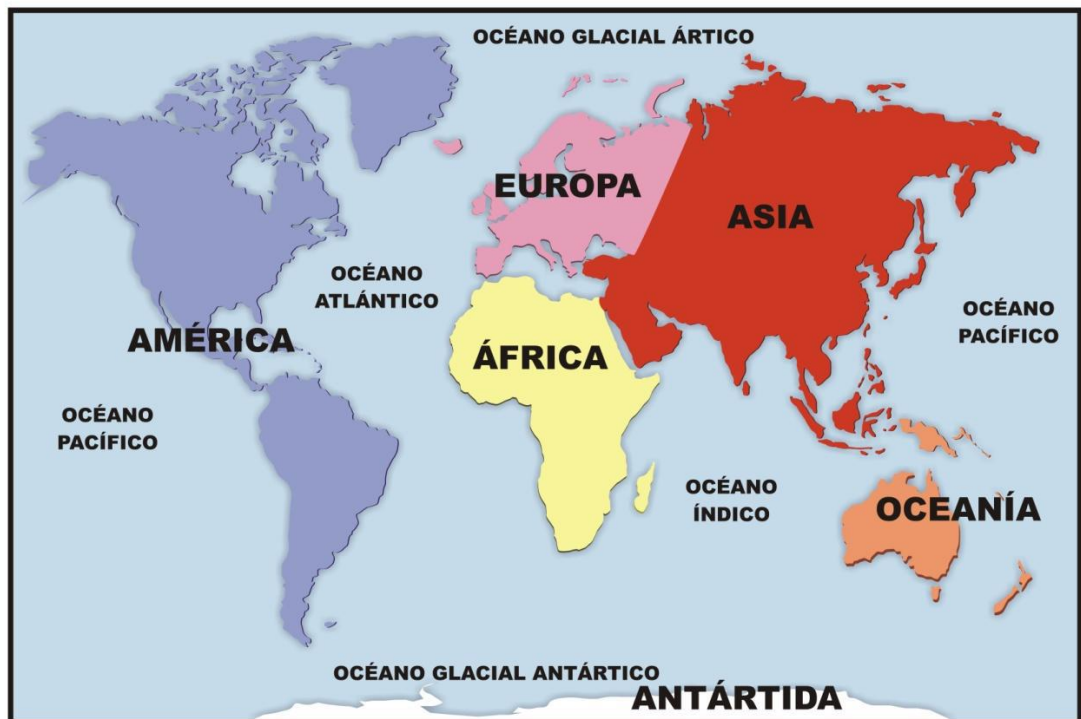 OCÉANO GLACIAL ÁRTICO
EUROPA
ASIA
OCÉANO
ATLÁNTICO
OCÉANO
PACÍFICO
AMÉRICA
ÁFRICA
OCÉANO
PACÍFICO
OCÉANO
ÍNDICO
OCEANÍA
OCÉANO GLACIAL ANTÁRTICO
ANTÁRTIDA